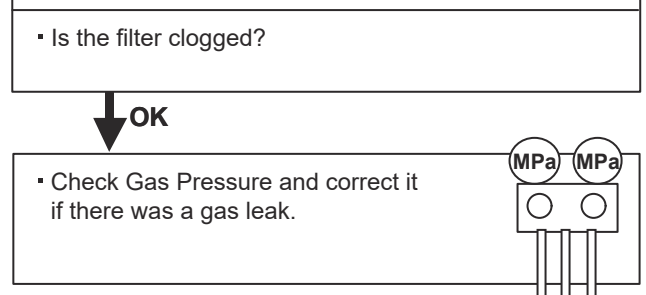 ▪ Is the filter clogged?
OK
MPa MPa
▪ Check Gas Pressure and correct it
if there was a gas leak.